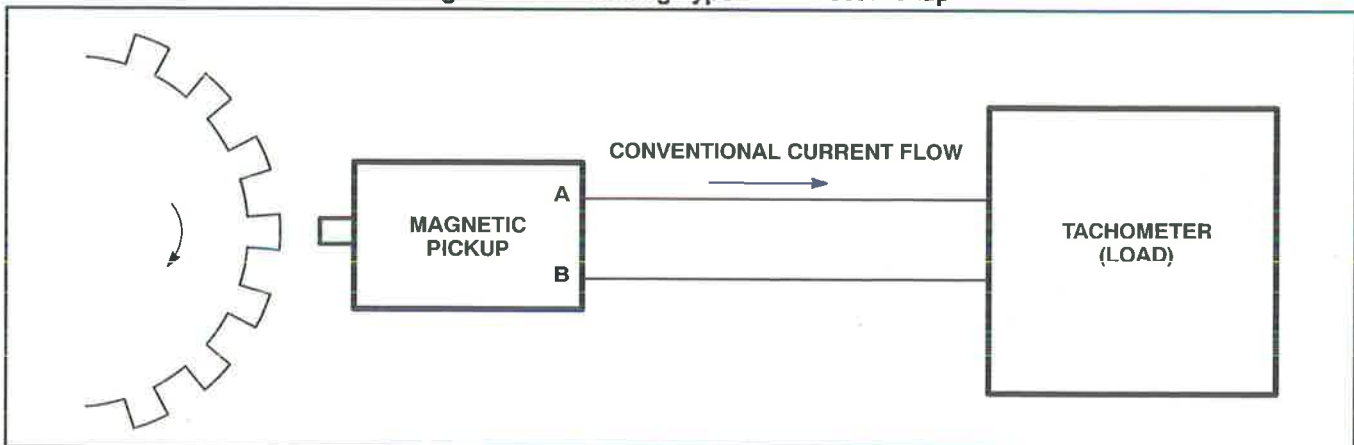 CONVENTIONAL CURRENT FLOW
A
MAGNETIC
PICKUP
B
TACHOMETER
(LOAD)